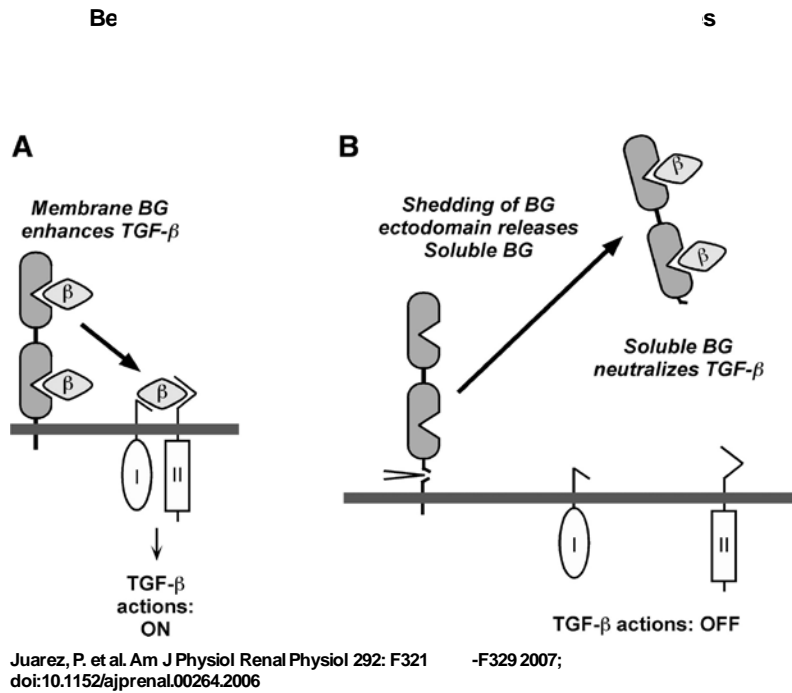 Be s
A
Membrane BG
enhances TGF-β
β
β
β
I II
TGF-β
actions:
ON
B
Shedding of BG
ectodomain releases
Soluble BG
β
β
Soluble BG
neutralizes TGF-β
I II
TGF-β actions: OFF
Juarez, P. et al. Am J Physiol Renal Physiol 292: F321 -F329 2007;
doi:10.1152/ajprenal.00264.2006